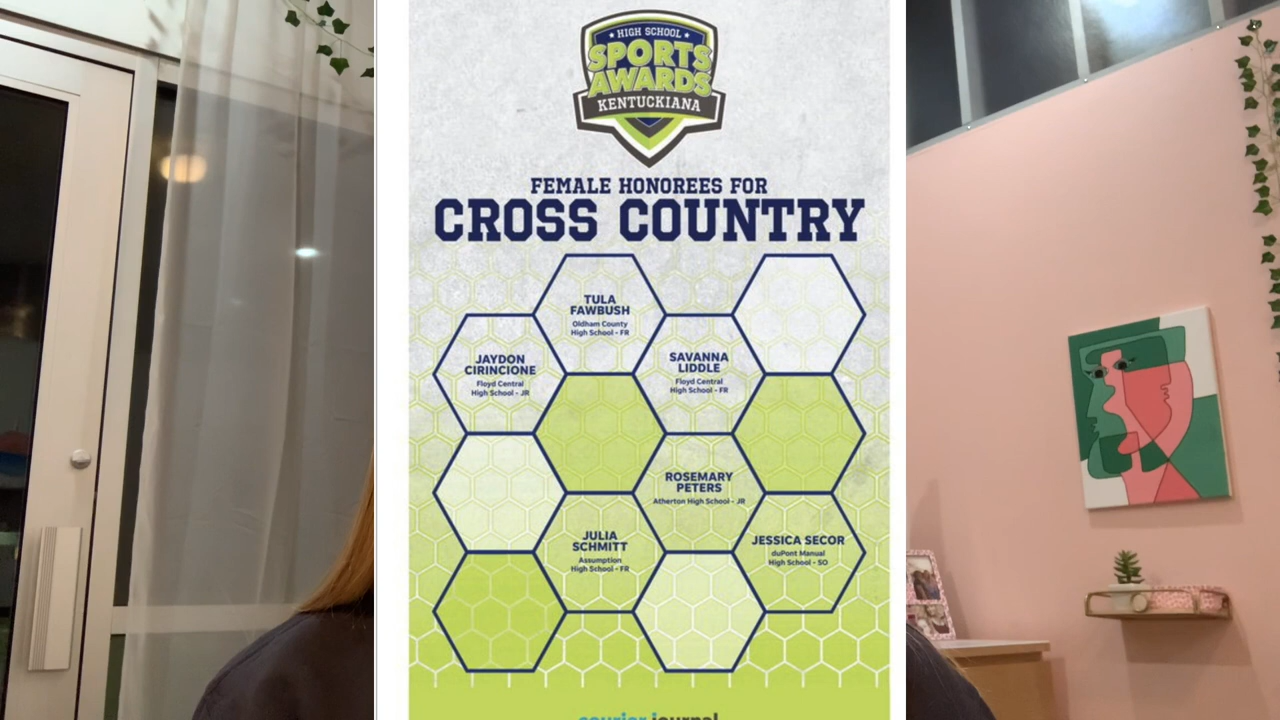 HIGH SCHOOL
SPORTS
AWARDS
KENTUCKIANA
FEMALE HONOREES FOR
CROSS COUNTRY
TULA
FAWBUSH
Oldham County
High School - FR
JAYDON
CIRINCIONE
Floyd Central
High School - JR
SAVANNA
LIDDLE
Floyd Central
High School - FR
ROSEMARY
PETERS
Atherton High School - JR
JULIA
SCHMITT
Assumption
High School - FR
JESSICA SECOR
duPont Manual
High School - SO
courier journal